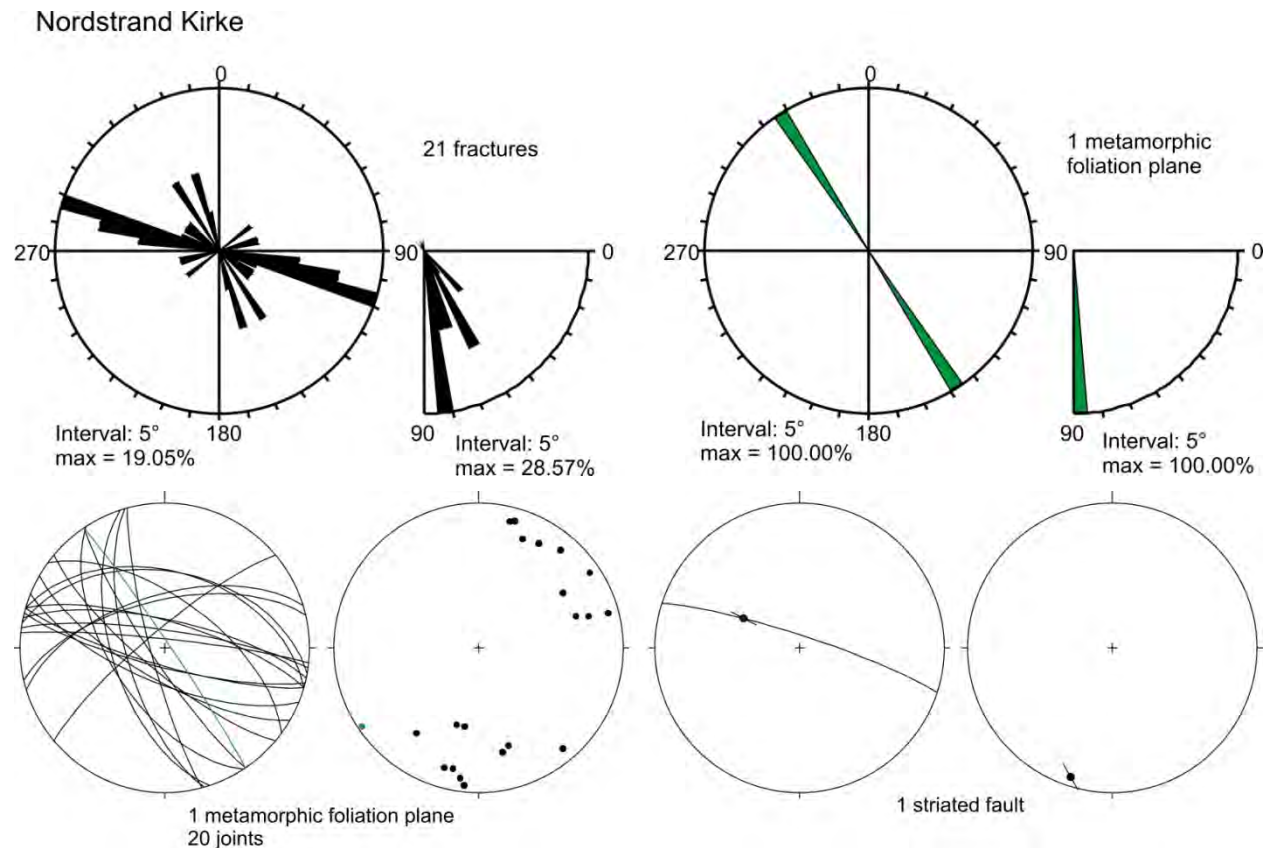 Nordstrand Kirke
0
21 fractures
270
90
0
Interval: 5°
max = 19.05%
180
90
Interval: 5°
max = 28.57%
0
1 metamorphic
foliation plane
270
90
0
Interval: 5°
max = 100.00%
180
90
Interval: 5°
max = 100.00%
1 metamorphic foliation plane
20 joints
1 striated fault